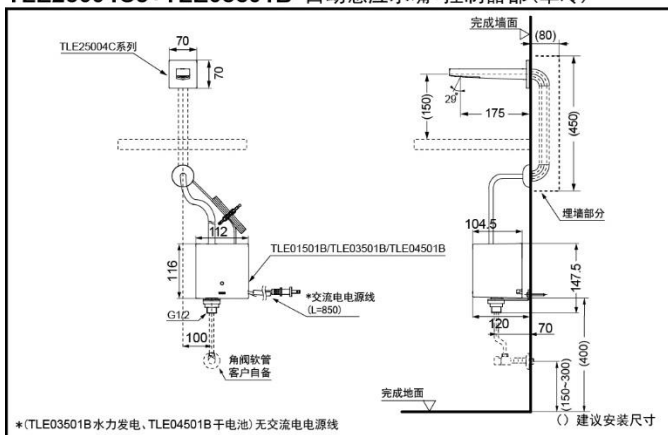 完成墙面
70
(80)
TLE25004C系列
70
(150)
29°
175
(450)
埋墙部分
112
104.5
TLE01501B/TLE03501B/TLE04501B
116
147.5
*交流电电源线
(L=850)
G1/2
120
70
100
(400)
角阀软管
客户自备
(150~300)
完成地面
*(TLE03501B水力发电、TLE04501B干电池)无交流电电源线
()建议安装尺寸